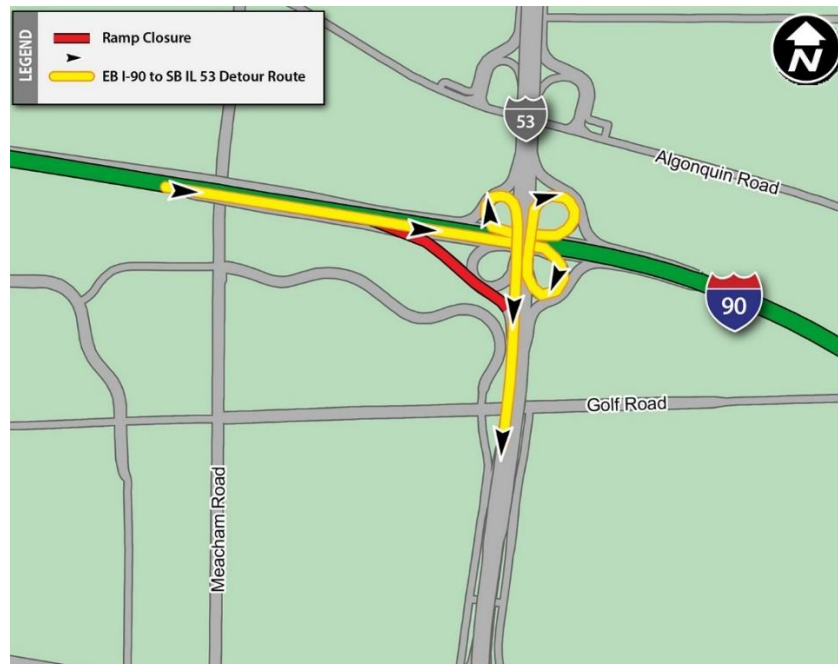 LEGEND
Ramp Closure
EB I-90 to SB IL 53 Detour Route
N
53
Algonquin Road
90
Golf Road
Meacham Road